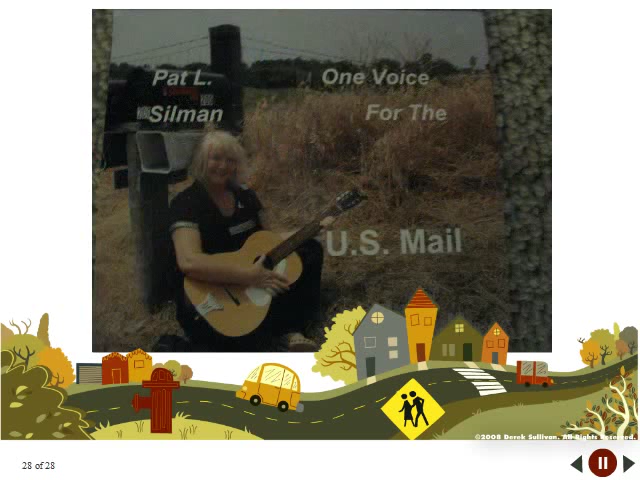 Pat L.
One Voice
Silman
For The
U.S. Mail
©2008 Derek Sullivan. All Rights Reserved.
28 of 28